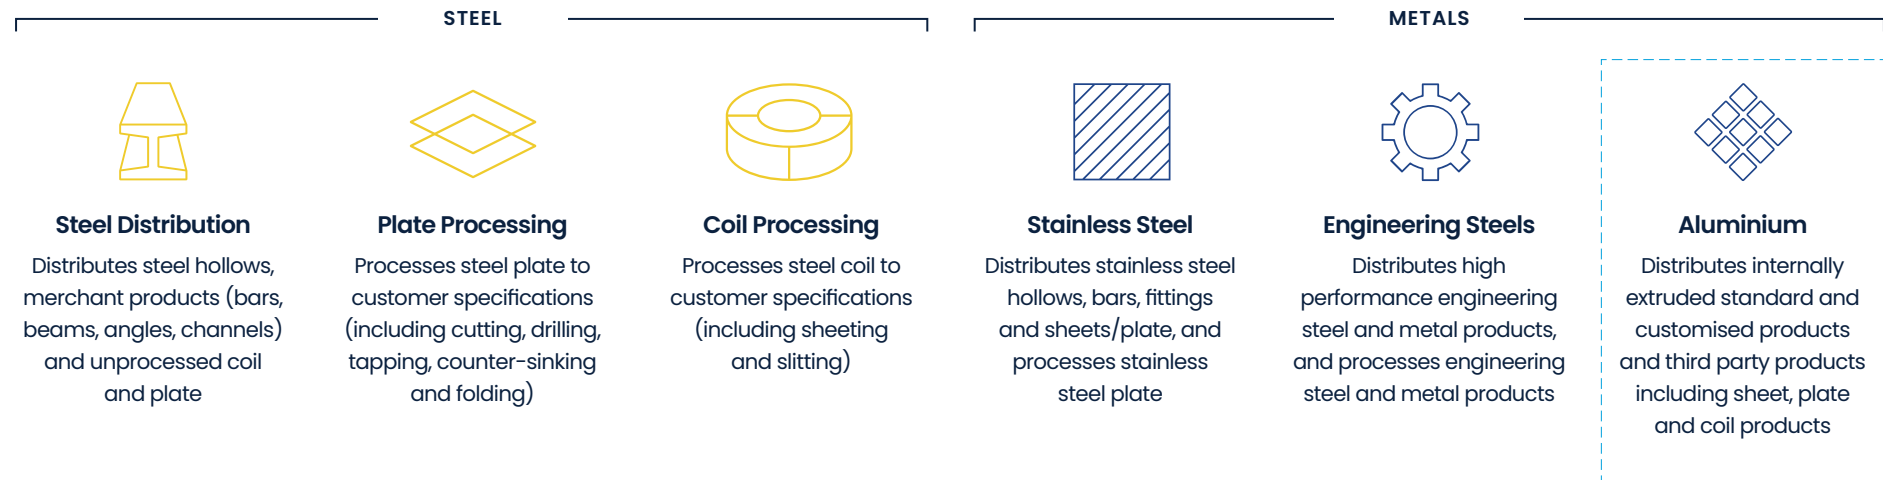 STEEL
METALS
Steel Distribution
Distributes steel hollows,
merchant products (bars,
beams, angles, channels)
and unprocessed coil
and plate
Plate Processing
Processes steel plate to
customer specifications
(including cutting, drilling,
tapping, counter-sinking
and folding)
Coil Processing
Processes steel coil to
customer specifications
(including sheeting
and slitting)
Stainless Steel
Distributes stainless steel
hollows, bars, fittings
and sheets/plate, and
processes stainless
steel plate
Engineering Steels
Distributes high
performance engineering
steel and metal products,
and processes engineering
steel and metal products
Aluminium
Distributes internally
extruded standard and
customised products
and third party products
including sheet, plate
and coil products